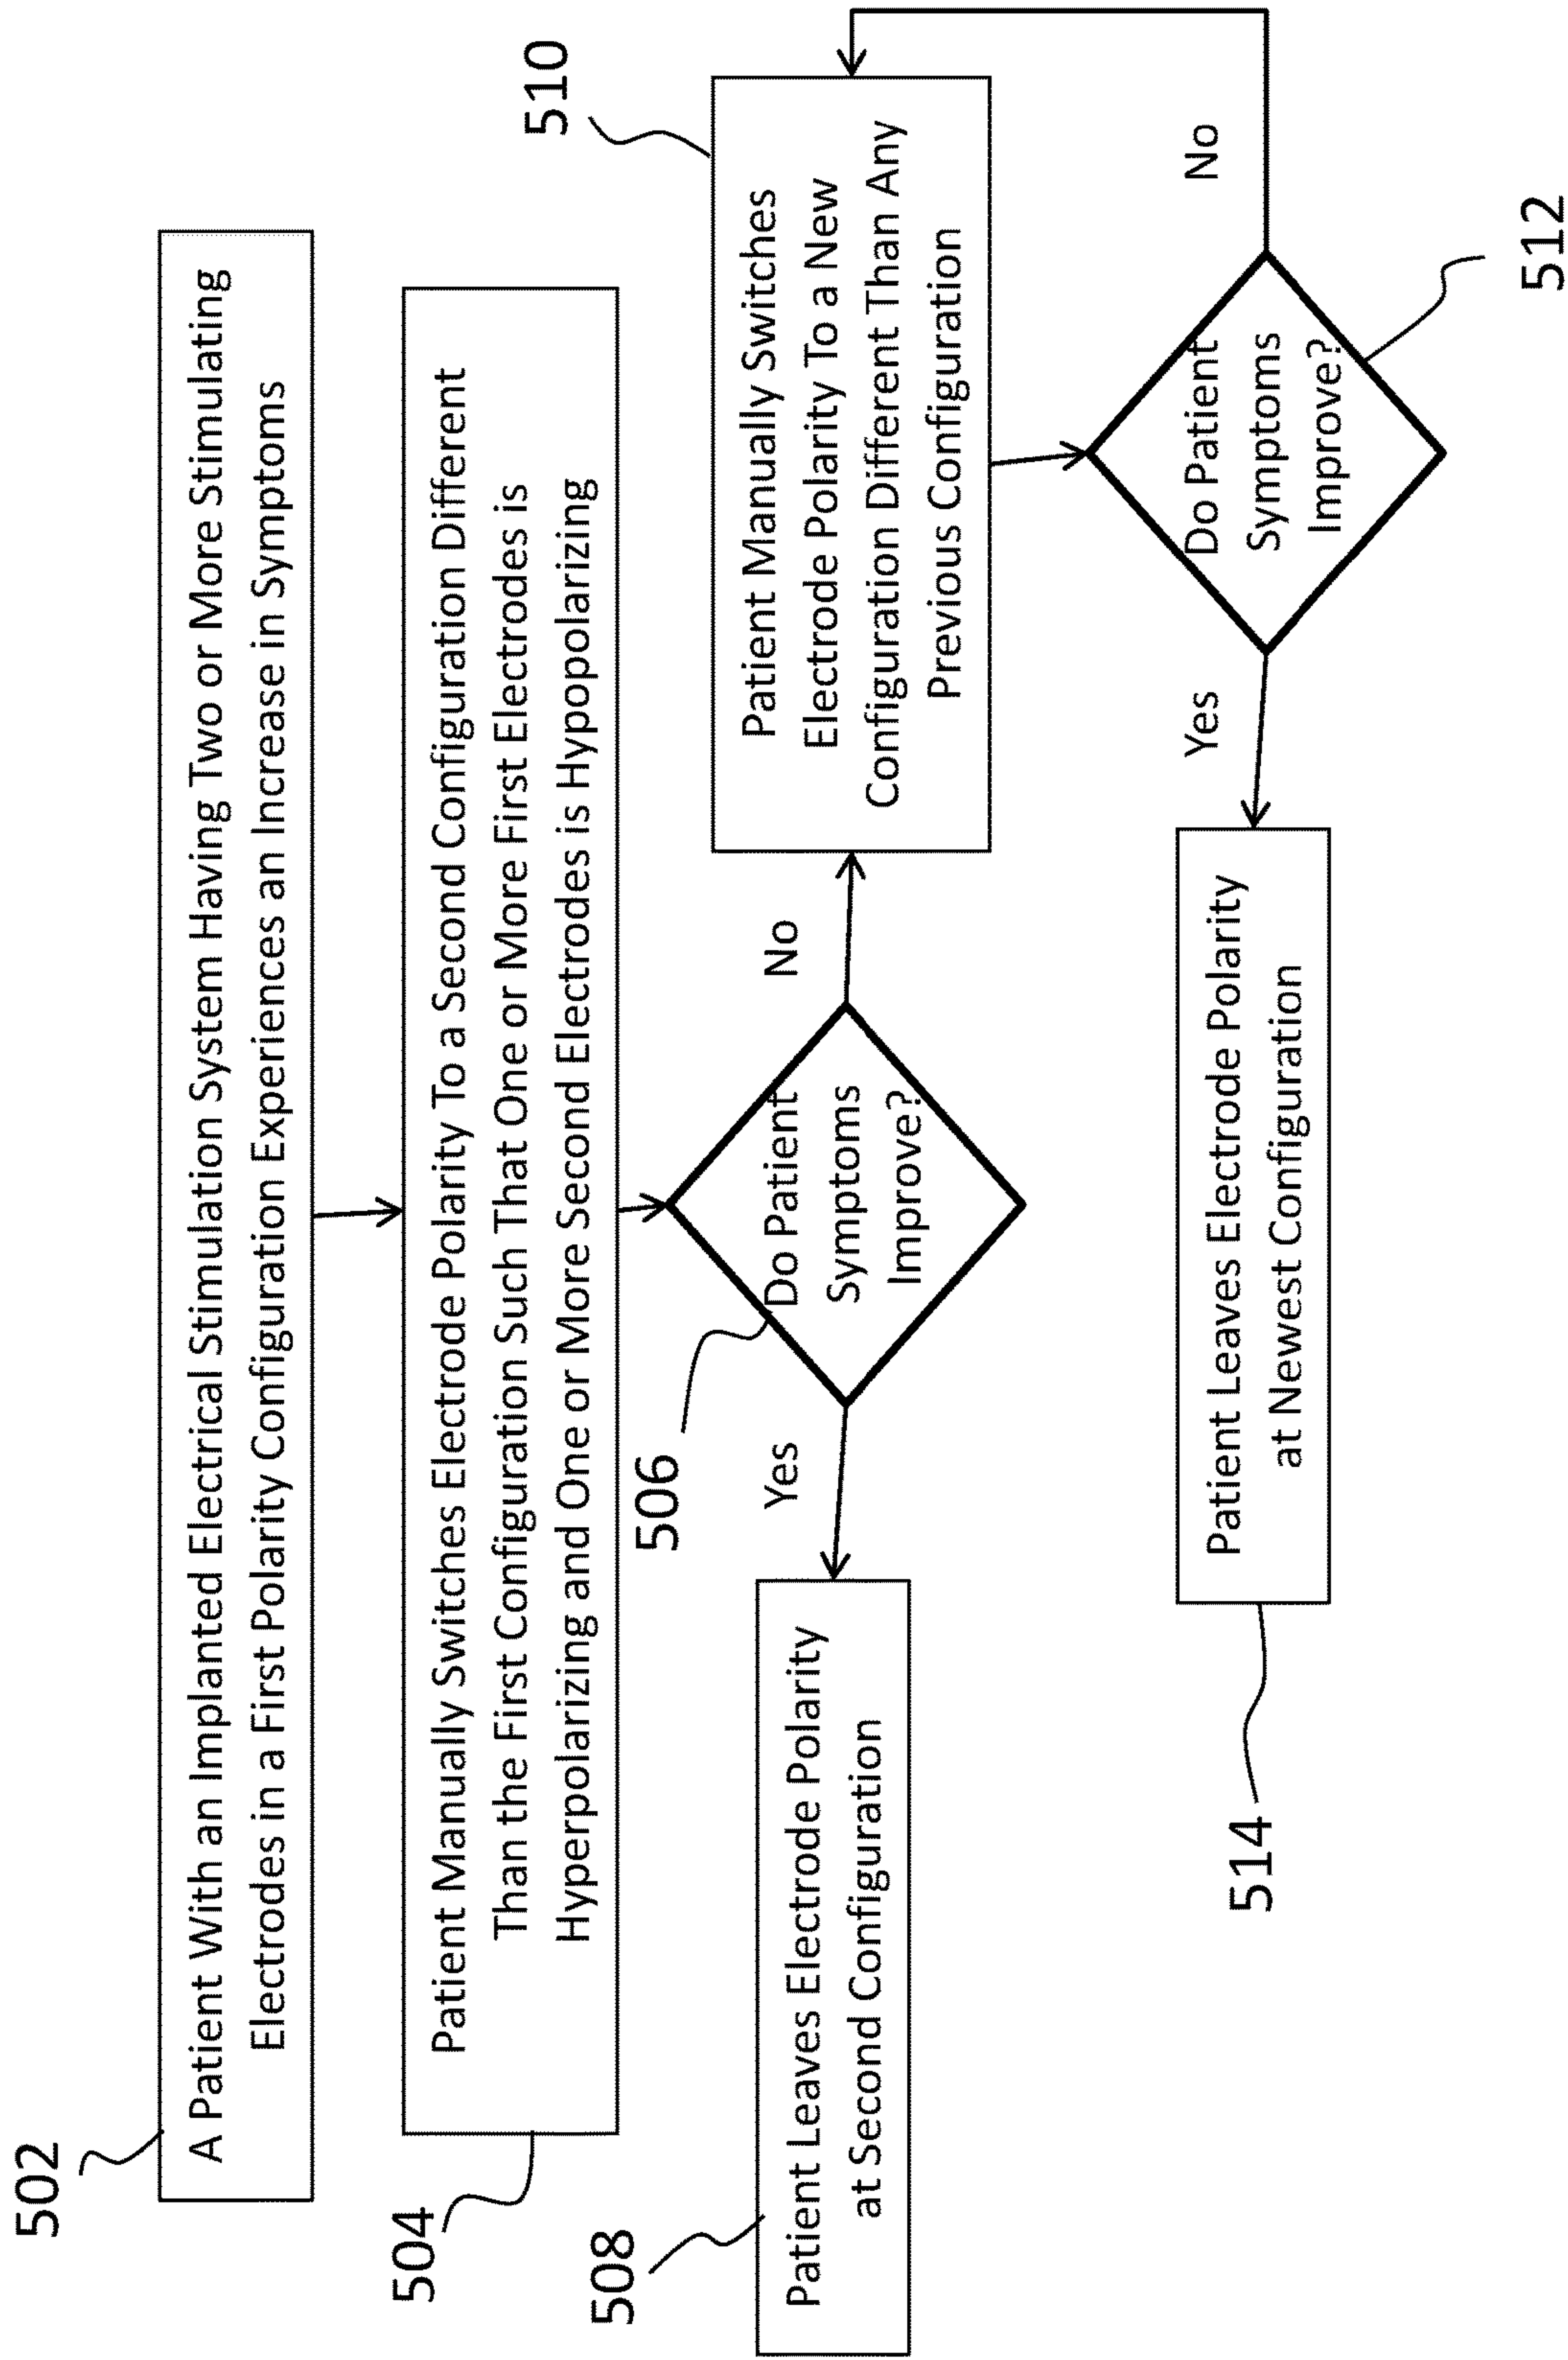 502
A Patient With an Implanted Electrical Stimulation System Having Two or More Stimulating
Electrodes in a First Polarity Configuration Experiences an Increase in Symptoms
504
Patient Manually Switches Electrode Polarity To a Second Configuration Different
Than the First Configuration Such That One or More First Electrodes is
Hyperpolarizing and One or More Second Electrodes is Hypopolarizing
506
Do Patient
Symptoms
Improve?
Yes
No
508
Patient Leaves Electrode Polarity
at Second Configuration
510
Patient Manually Switches
Electrode Polarity To a New
Configuration Different Than Any
Previous Configuration
Do Patient
Symptoms
Improve?
512
Yes
No
514
Patient Leaves Electrode Polarity
at Newest Configuration